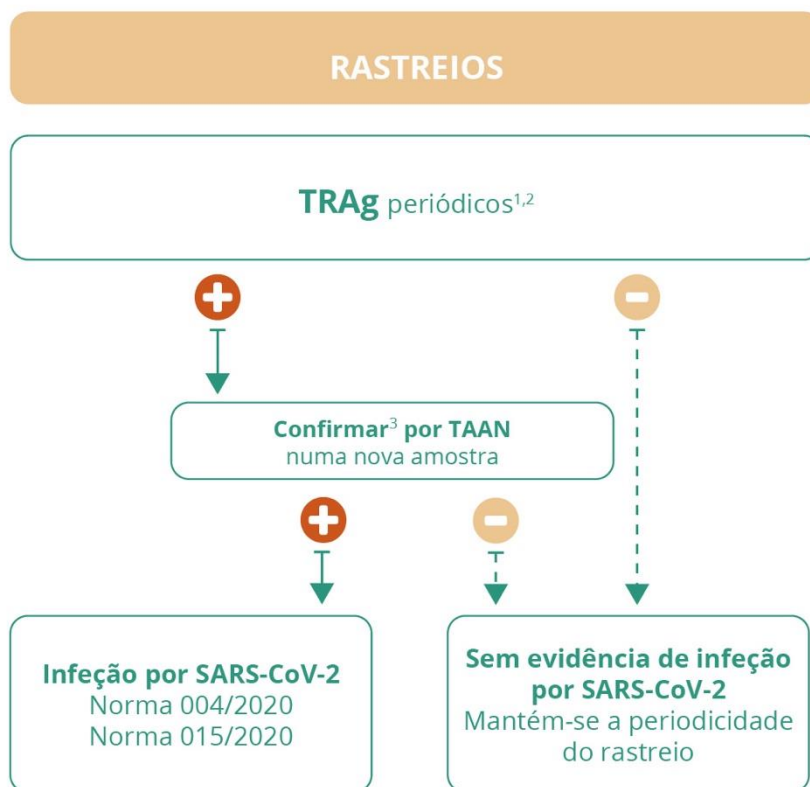 RASTREIOS
TRAg periódicos1,2
Confirmar3 por TAAN
numa nova amostra
Infeção por SARS-CoV-2
Norma 004/2020
Norma 015/2020
Sem evidência de infeção
por SARS-CoV-2
Mantém-se a periodicidade
do rastreio